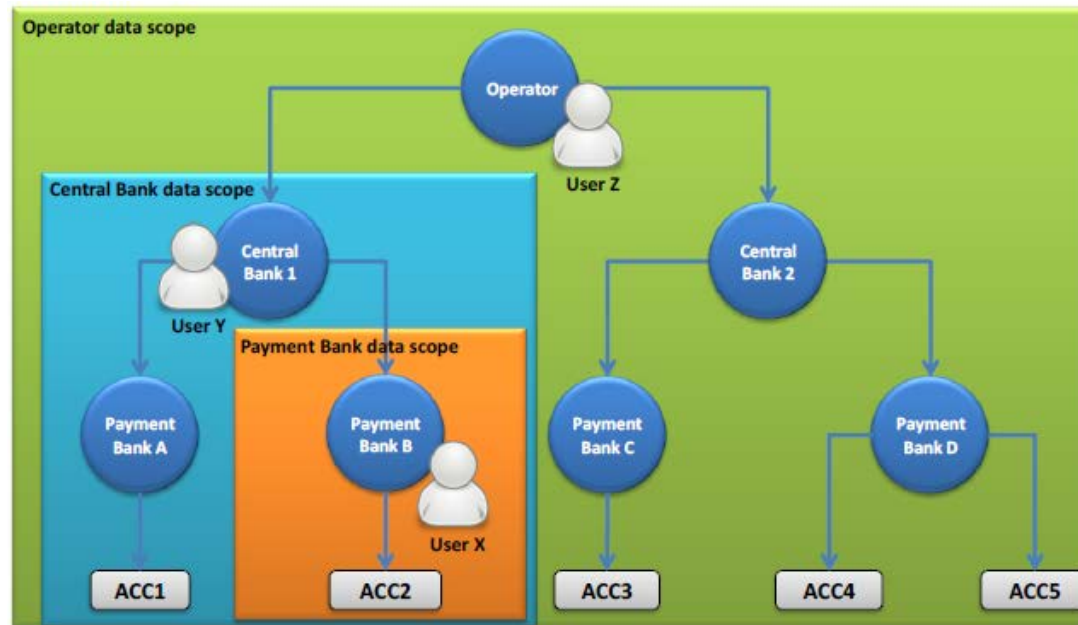 Operator data scope
Operator
User Z
Central Bank data scope
Central
Bank 1
Central
Bank 2
User Y
Payment Bank data scope
Payment
Bank A
Payment
Bank B
Payment
Bank C
Payment
Bank D
User X
ACC1
ACC2
ACC3
ACC4
ACC5